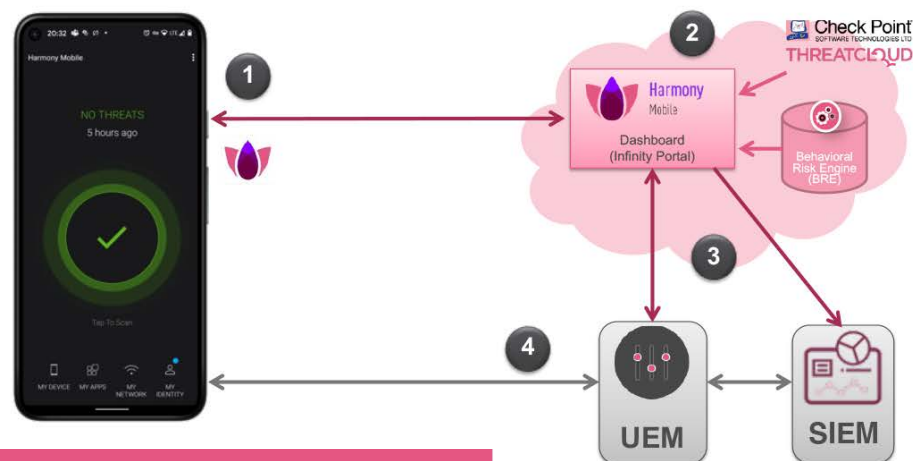 20:32
Harmony Mobile
NO THREATS
5 hours ago
Tap To Scan
MY DEVICE
MY APPS
MY
NETWORK
MY
IDENTITY
1
2
Check Point
SOFTWARE TECHNOLOGIES LTD
THREATCLOUD
Harmony
Mobile
Dashboard
(Infinity Portal)
Behavioral
Risk Engine
(BRE)
3
4
UEM
SIEM